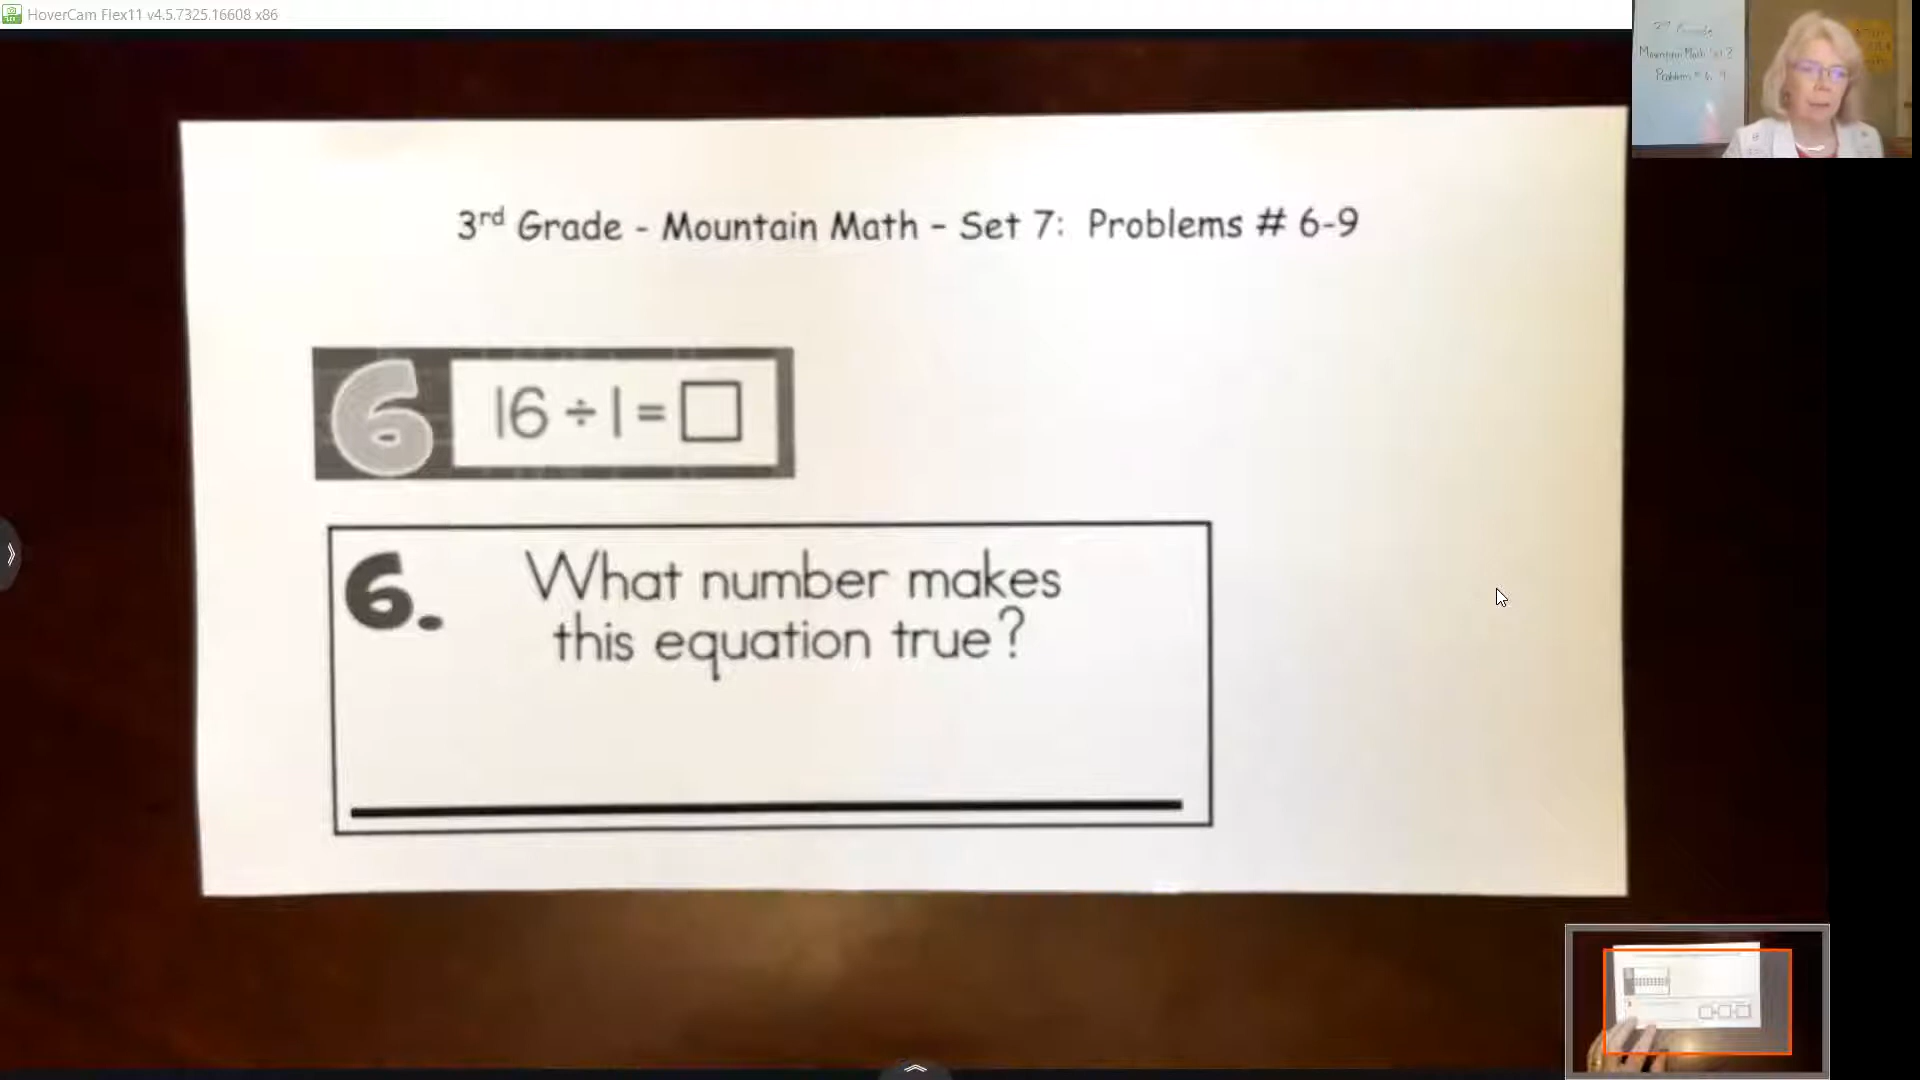 HoverCam Flex11 v4.5.7325.16608 x86
3rd Grade - Mountain Math - Set 7: Problems # 6-9
6 16 ÷ 1 = □
6. What number makes
this equation true?